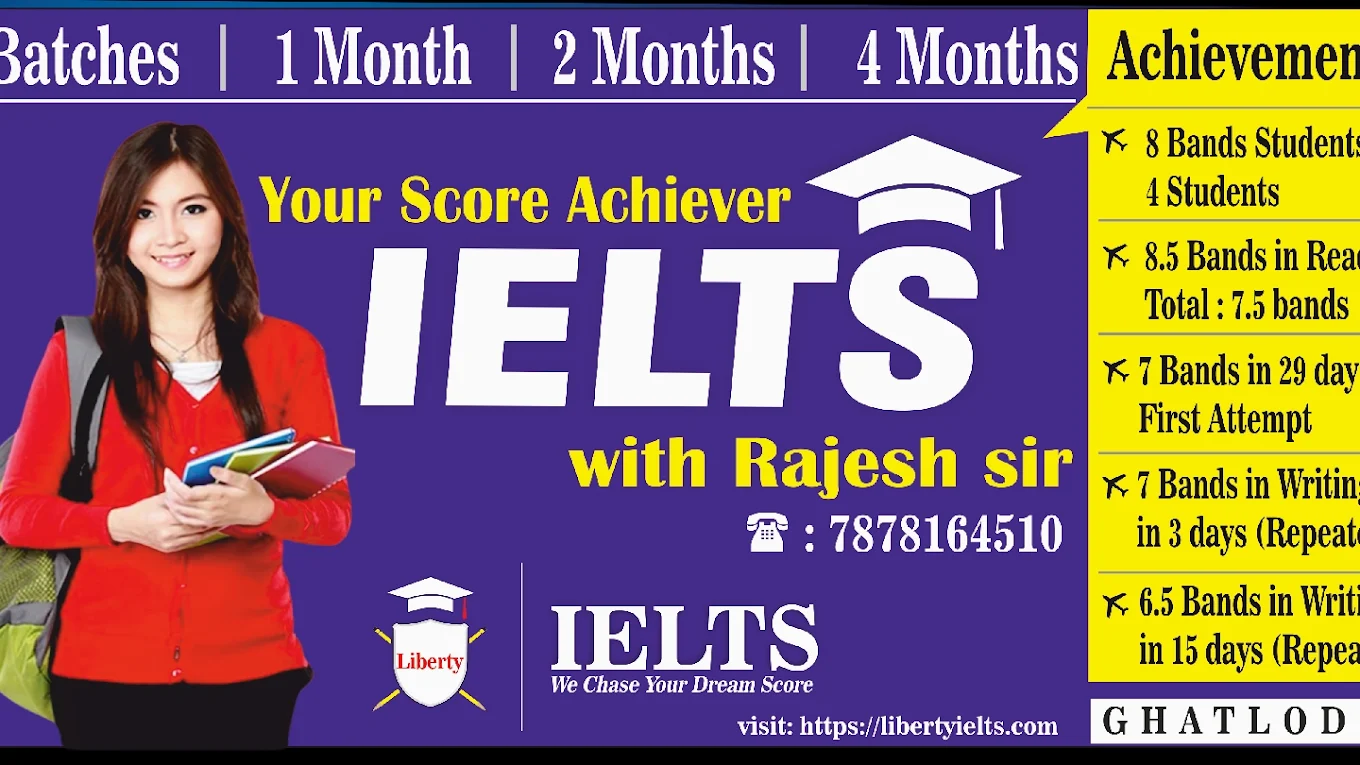 Batches | 1 Month | 2 Months | 4 Months
Your Score Achiever
IELTS
with Rajesh sir
: 7878164510
Liberty
IELTS
We Chase Your Dream Score
visit: https://libertyielts.com
Achievemen
8 Bands Students
4 Students
8.5 Bands in Read
Total : 7.5 bands
7 Bands in 29 day
First Attempt
7 Bands in Writing
in 3 days (Repeate
6.5 Bands in Writi
in 15 days (Repea
GHATLOD